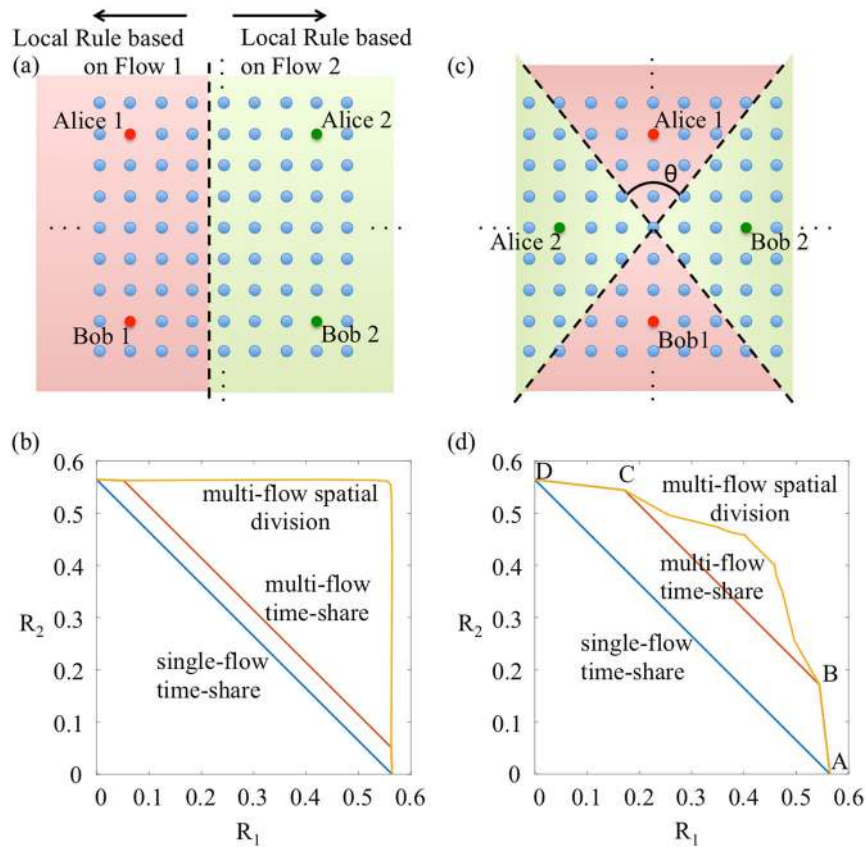 Local Rule based
on Flow 1
Local Rule based
on Flow 2
(a)
Alice 1
Alice 2
Bob 1
Bob 2
(c)
Alice 1
θ
Alice 2
Bob 2
Bob1
(b)
0.6
0.5
0.4
0.3
0.2
0.1
0
R2
multi-flow spatial
division
multi-flow
time-share
single-flow
time-share
0
0.1
0.2
0.3
0.4
0.5
0.6
R1
(d)
0.6
0.5
0.4
0.3
0.2
0.1
0
R2
D
C
multi-flow spatial
division
multi-flow
time-share
single-flow
time-share
B
A
0
0.1
0.2
0.3
0.4
0.5
0.6
R1